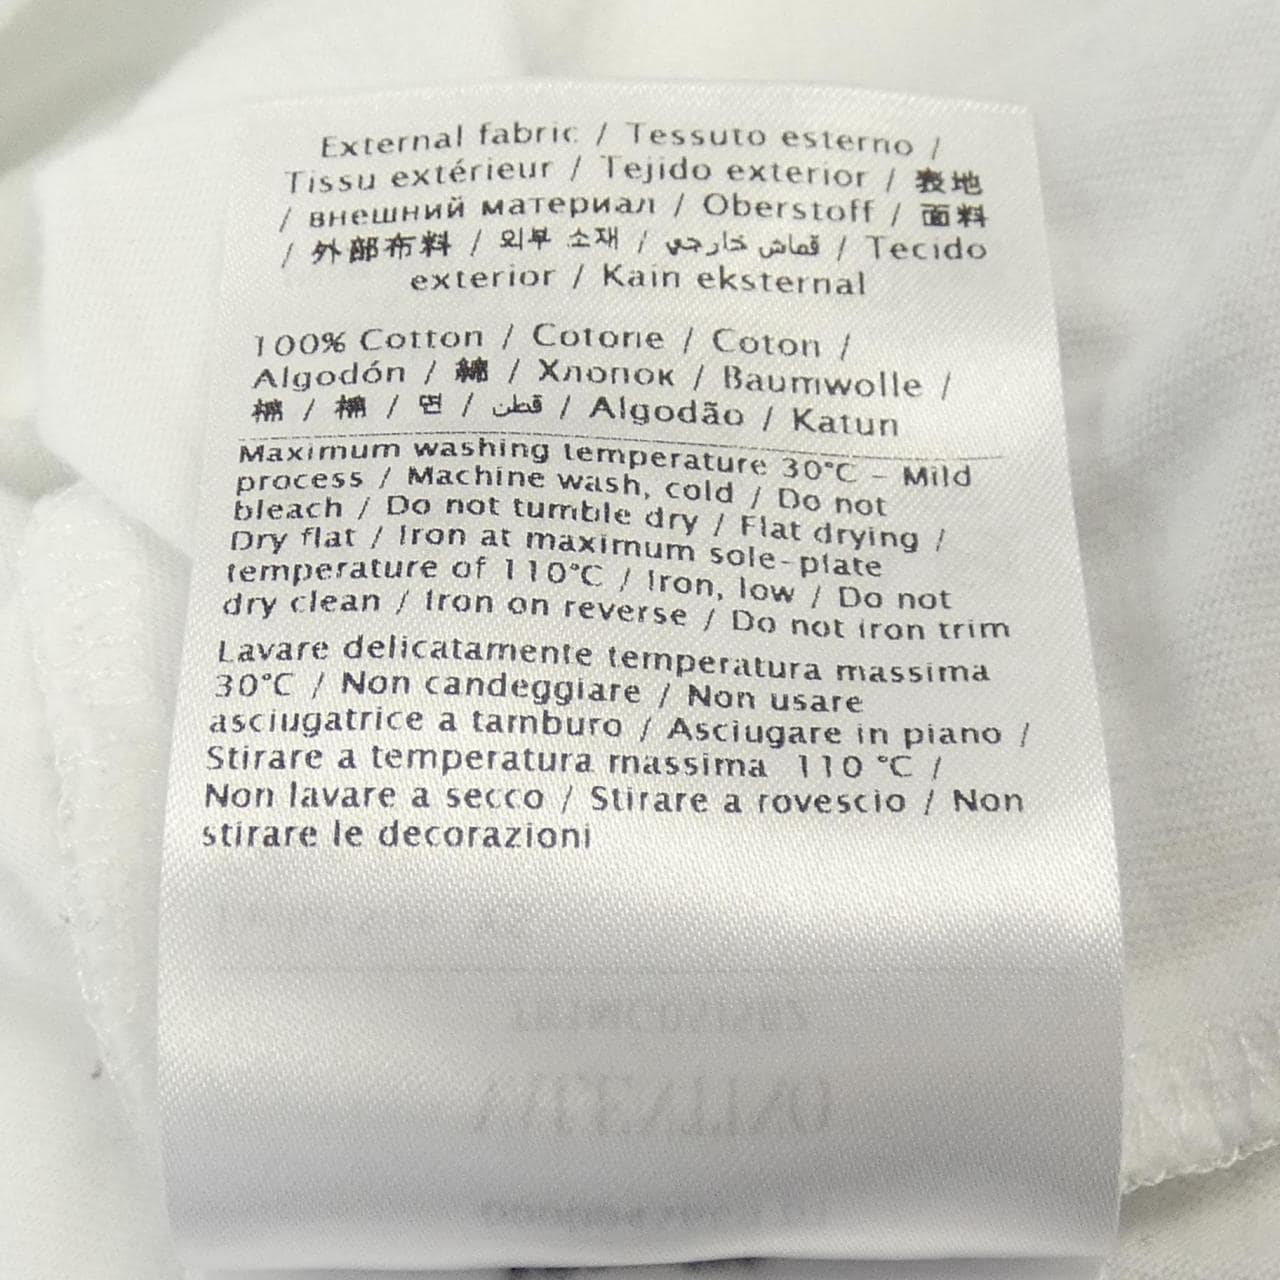 External fabric / Tessuto esterno /
Tissu extérieur / Tejido exterior / 表地
/ внешний материал / Oberstoff / 面料
/ 外部布料 / 외부 소재 / قماش خارجي / Tecido
exterior / Kain eksternal
100% Cotton / Cotone / Coton /
Algodón / 綿 / Хлопок / Baumwolle /
棉 / 棉 / 면 / قطن / Algodão / Katun
Maximum washing temperature 30°C - Mild
process / Machine wash, cold / Do not
bleach / Do not tumble dry / Flat drying /
Dry flat / Iron at maximum sole-plate
temperature of 110°C / Iron, low / Do not
dry clean / Iron on reverse / Do not iron trim
Lavare delicatamente temperatura massima
30°C / Non candeggiare / Non usare
asciugatrice a tamburo / Asciugare in piano /
Stirare a temperatura massima 110 °C /
Non lavare a secco / Stirare a rovescio / Non
stirare le decorazioni
VALENTINO